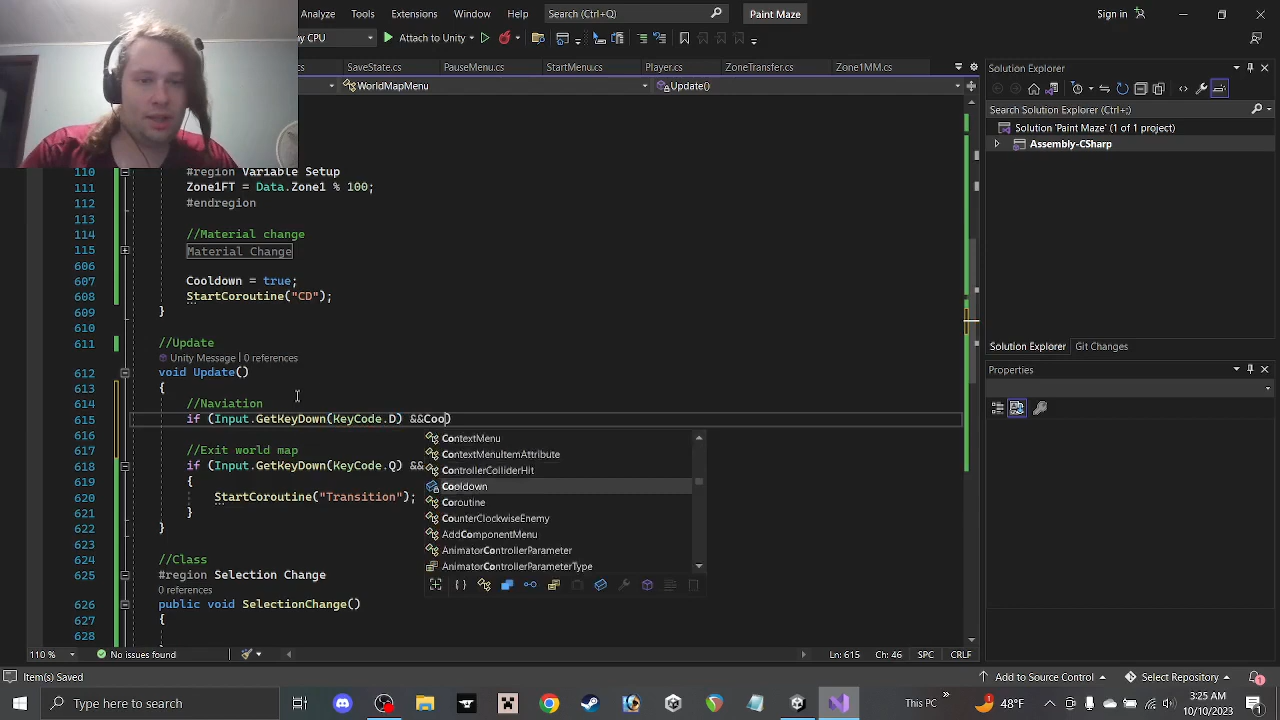 Analyze Tools Extensions Window Help Search (Ctrl+Q) Paint Maze Sign in
CPU Attach to Unity
SaveState.cs PauseMenu.cs StartMenu.cs Player.cs ZoneTransfer.cs Zone1MM.cs
WorldMapMenu Update()
110 #region Variable Setup
111 Zone1FT = Data.Zone1 % 100;
112 #endregion
113
114 //Material change
115 Material Change
606
607 Cooldown = true;
608 StartCoroutine("CD");
609 }
610
611 //Update
Unity Message | 0 references
612 void Update()
613 {
614 //Naviation
615 if (Input.GetKeyDown(KeyCode.D) &&Coo)
616
617 //Exit world map
618 if (Input.GetKeyDown(KeyCode.Q) &&
619 {
620 StartCoroutine("Transition");
621 }
622 }
623
624 //Class
625 #region Selection Change
0 references
626 public void SelectionChange()
627 {
628
ContextMenu
ContextMenuItemAttribute
ControllerColliderHit
Cooldown
Coroutine
CounterClockwiseEnemy
AddComponentMenu
AnimatorControllerParameter
AnimatorControllerParameterType
110 % No issues found Ln: 615 Ch: 46 SPC CRLF
Solution Explorer
Search Solution Explorer (Ctrl+;)
Solution 'Paint Maze' (1 of 1 project)
Assembly-CSharp
Solution Explorer Git Changes
Properties
Item(s) Saved Add to Source Control Select Repository 1
Type here to search This PC 48°F 3:25 AM
10/10/2023